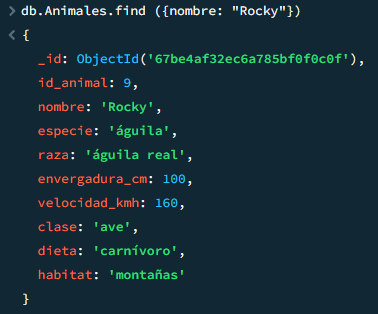 > db.Animales.find ({nombre: "Rocky"})
< {
_id: ObjectId('67be4af32ec6a785bf0f0c0f'),
id_animal: 9,
nombre: 'Rocky',
especie: 'águila',
raza: 'águila real',
envergadura_cm: 100,
velocidad_kmh: 160,
clase: 'ave',
dieta: 'carnívoro',
habitat: 'montañas'
}